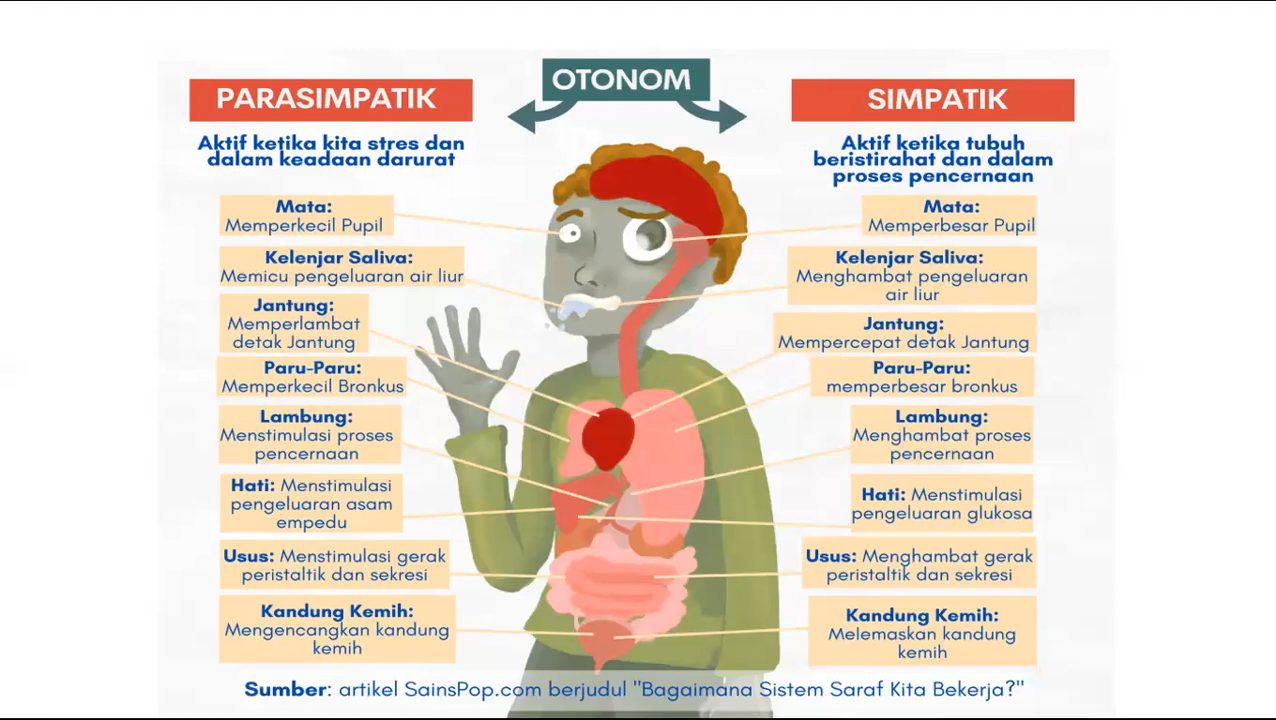 OTONOM
PARASIMPATIK
Aktif ketika kita stres dan
dalam keadaan darurat
Mata:
Memperkecil Pupil
Kelenjar Saliva:
Memicu pengeluaran air liur
Jantung:
Memperlambat
detak Jantung
Paru-Paru:
Memperkecil Bronkus
Lambung:
Menstimulasi proses
pencernaan
Hati: Menstimulasi
pengeluaran asam
empedu
Usus: Menstimulasi gerak
peristaltik dan sekresi
Kandung Kemih:
Mengencangkan kandung
kemih
SIMPATIK
Aktif ketika tubuh
beristirahat dan dalam
proses pencernaan
Mata:
Memperbesar Pupil
Kelenjar Saliva:
Menghambat pengeluaran
air liur
Jantung:
Mempercepat detak Jantung
Paru-Paru:
memperbesar bronkus
Lambung:
Menghambat proses
pencernaan
Hati: Menstimulasi
pengeluaran glukosa
Usus: Menghambat gerak
peristaltik dan sekresi
Kandung Kemih:
Melemaskan kandung
kemih
Sumber: artikel SainsPop.com berjudul "Bagaimana Sistem Saraf Kita Bekerja?"